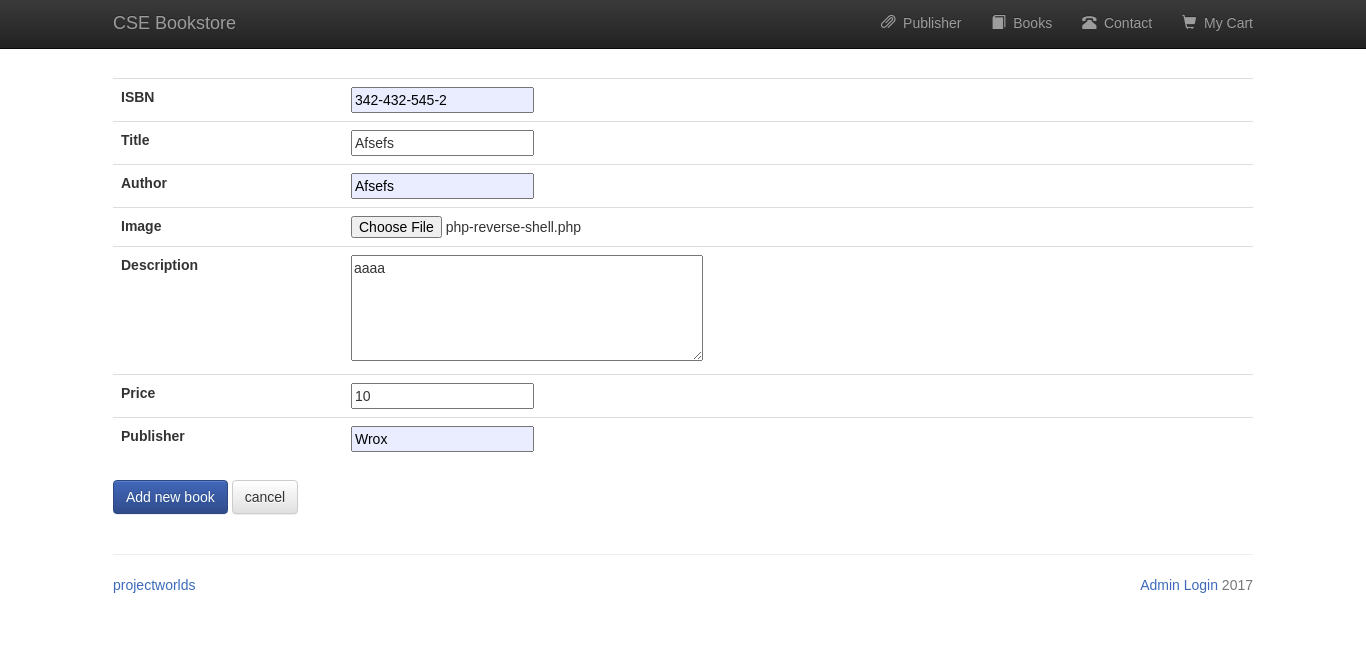 CSE Bookstore Publisher Books Contact My Cart
ISBN 342-432-545-2
Title Afsefs
Author Afsefs
Image Choose File php-reverse-shell.php
Description aaaa
Price 10
Publisher Wrox
Add new book cancel
projectworlds Admin Login 2017